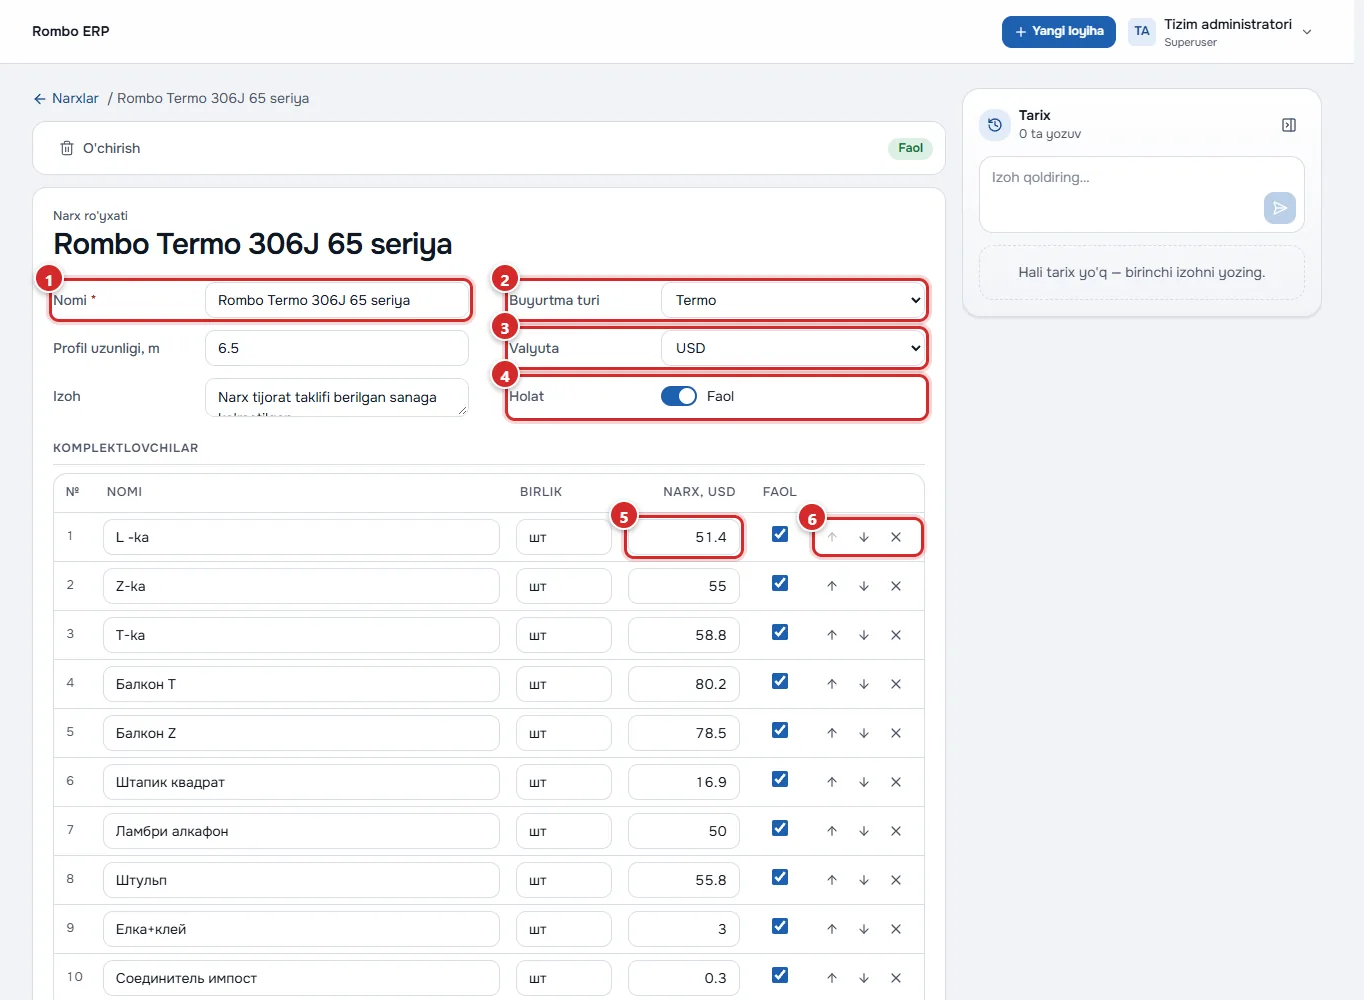 Rombo ERP
+ Yangi loyiha
TA
Tizim administratori
Superuser
← Narxlar / Rombo Termo 306J 65 seriya
O'chirish
Faol
Narx ro'yxati
Rombo Termo 306J 65 seriya
1
Nomi *
Rombo Termo 306J 65 seriya
2
Buyurtma turi
Termo
Profil uzunligi, m
6.5
3
Valyuta
USD
Izoh
Narx tijorat taklifi berilgan sanaga
4
Holat
Faol
KOMPLEKTLOVCHILAR
№ NOMI BIRLIK NARX, USD FAOL
5
6
1 L -ka шт 51.4
2 Z-ka шт 55
3 T-ka шт 58.8
4 Балкон T шт 80.2
5 Балкон Z шт 78.5
6 Штапик квадрат шт 16.9
7 Ламбри алкафон шт 50
8 Штульп шт 55.8
9 Елка+клей шт 3
10 Соединитель импост шт 0.3
Tarix
0 ta yozuv
Izoh qoldiring...
Hali tarix yo'q — birinchi izohni yozing.